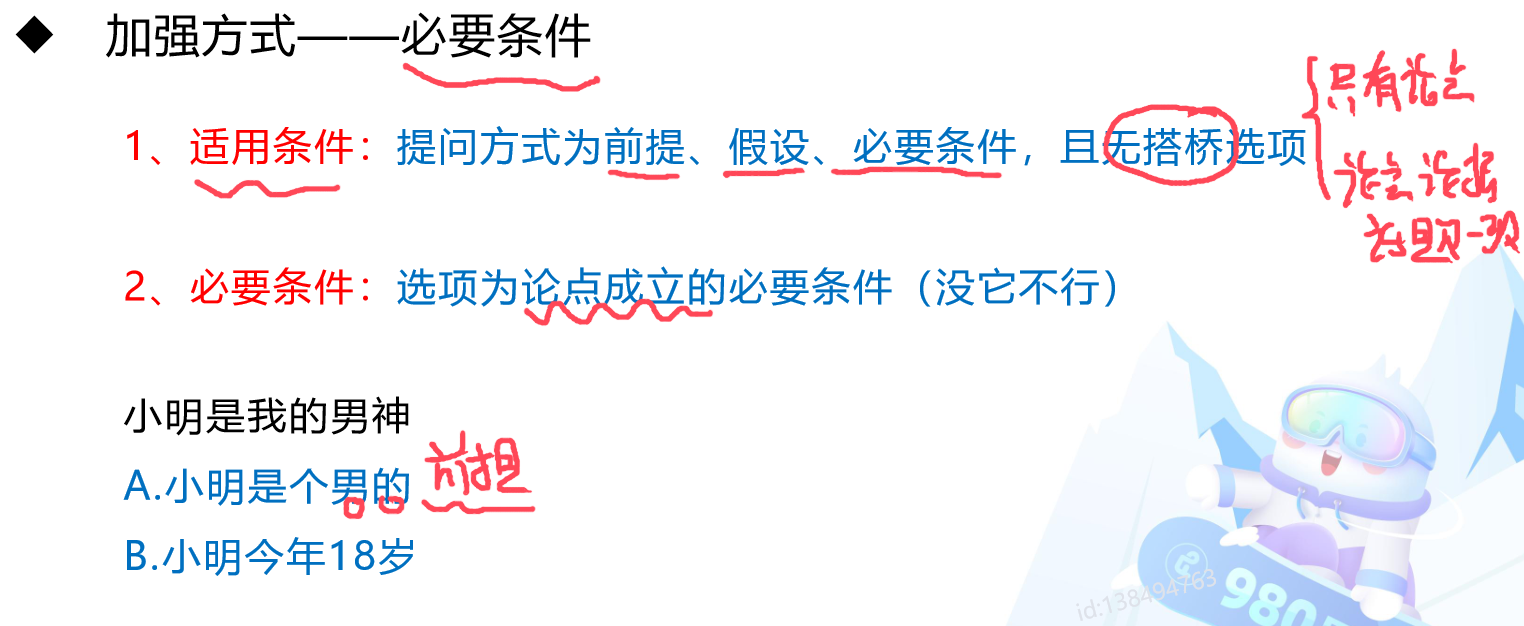 ◆ 加强方式——必要条件
1、适用条件：提问方式为前提、假设、必要条件，且无搭桥选项
只有论点
论点论据
话题一致
2、必要条件：选项为论点成立的必要条件（没它不行）
小明是我的男神
A.小明是个男的
前提
B.小明今年18岁
980
id:138494763